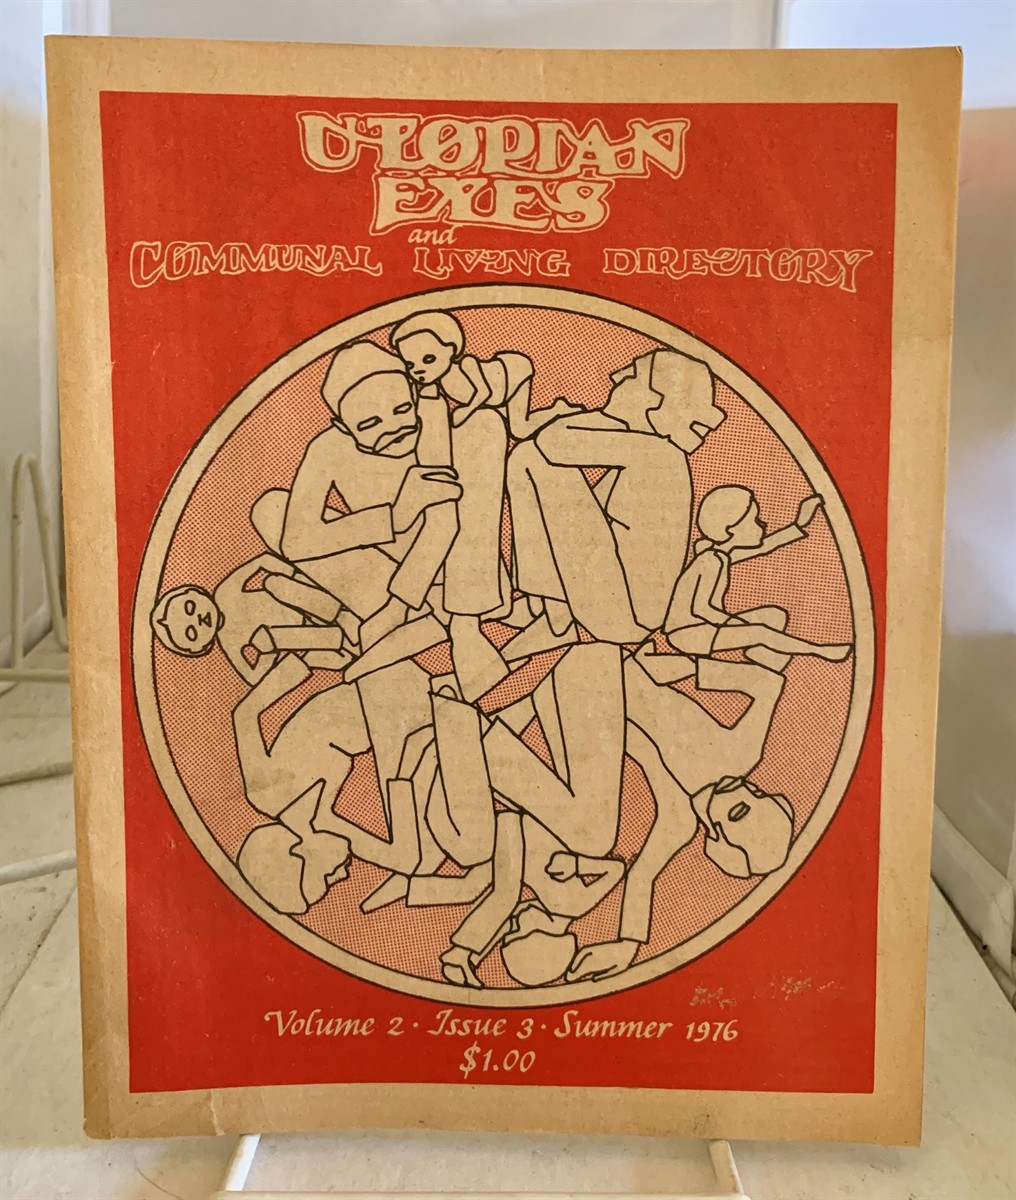 UTOPIAN
EYES
and
COMMUNAL LIVING DIRECTORY
Volume 2 · Issue 3 · Summer 1976
$1.00